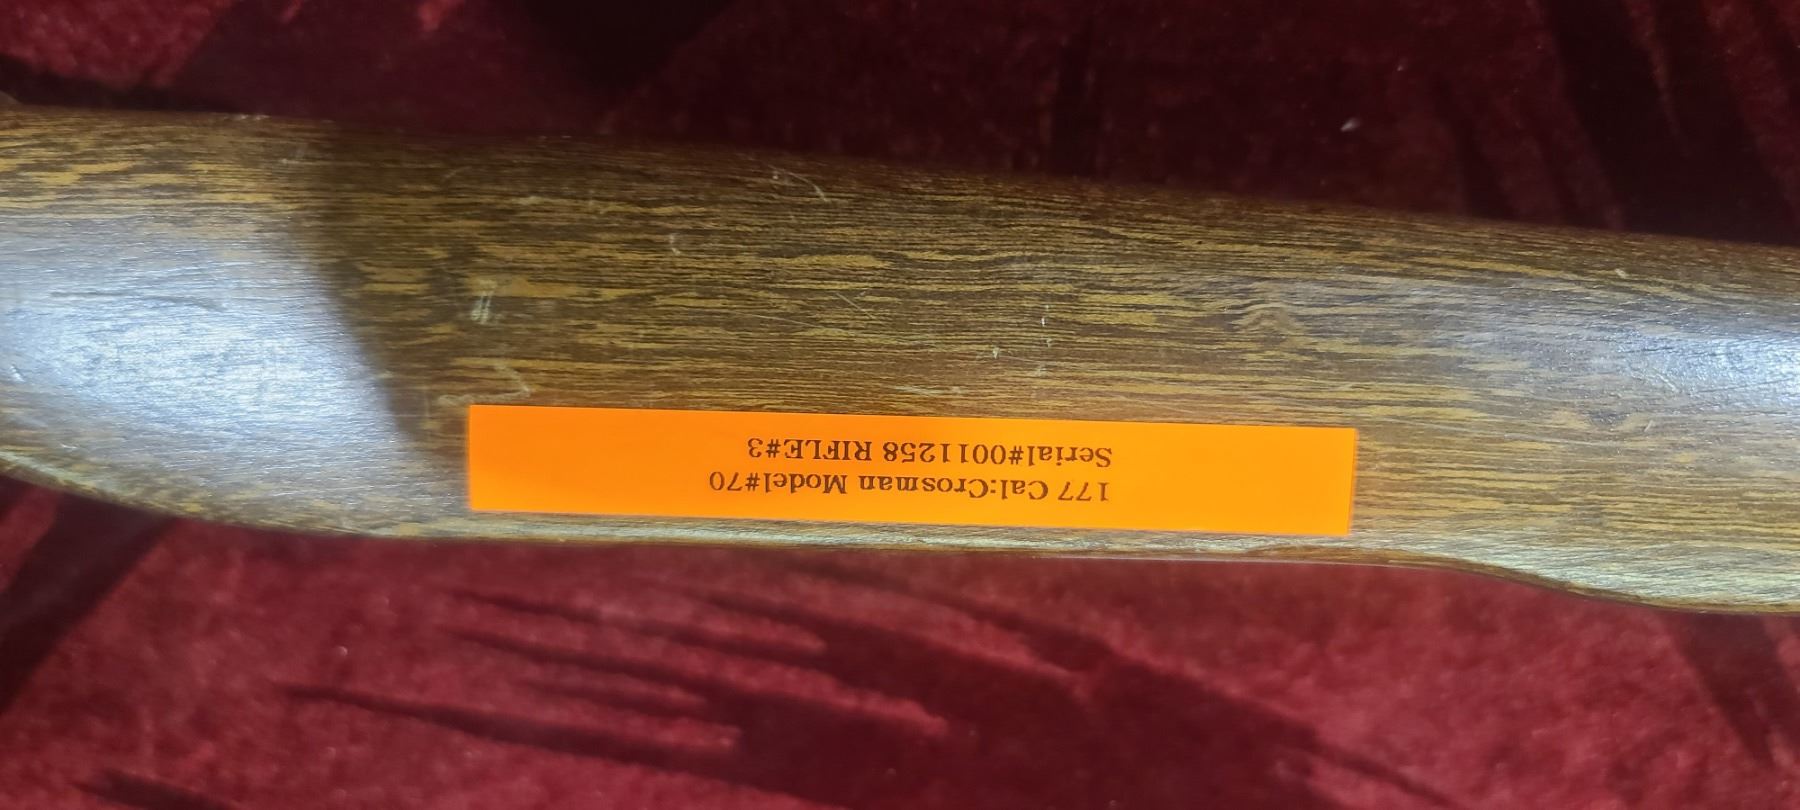 177 Cal:Crosman Model#70
Serial#0011258 RIFLE#3